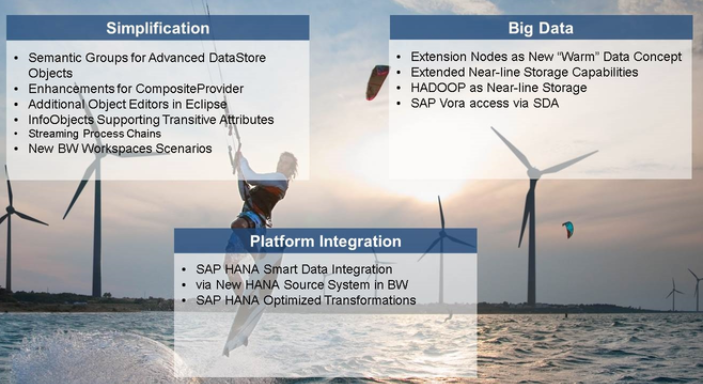 Simplification
• Semantic Groups for Advanced DataStore
Objects
• Enhancements for CompositeProvider
• Additional Object Editors in Eclipse
• InfoObjects Supporting Transitive Attributes
• Streaming Process Chains
• New BW Workspaces Scenarios
Big Data
• Extension Nodes as New "Warm" Data Concept
• Extended Near-line Storage Capabilities
• HADOOP as Near-line Storage
• SAP Vora access via SDA
Platform Integration
• SAP HANA Smart Data Integration
• via New HANA Source System in BW
• SAP HANA Optimized Transformations